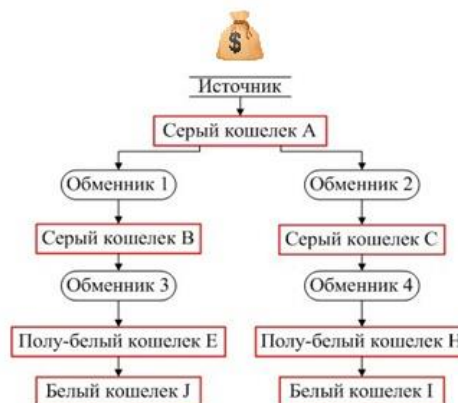 $
Источник
Серый кошелек A
Обменник 1
Обменник 2
Серый кошелек B
Серый кошелек C
Обменник 3
Обменник 4
Полу-белый кошелек E
Полу-белый кошелек H
Белый кошелек J
Белый кошелек I